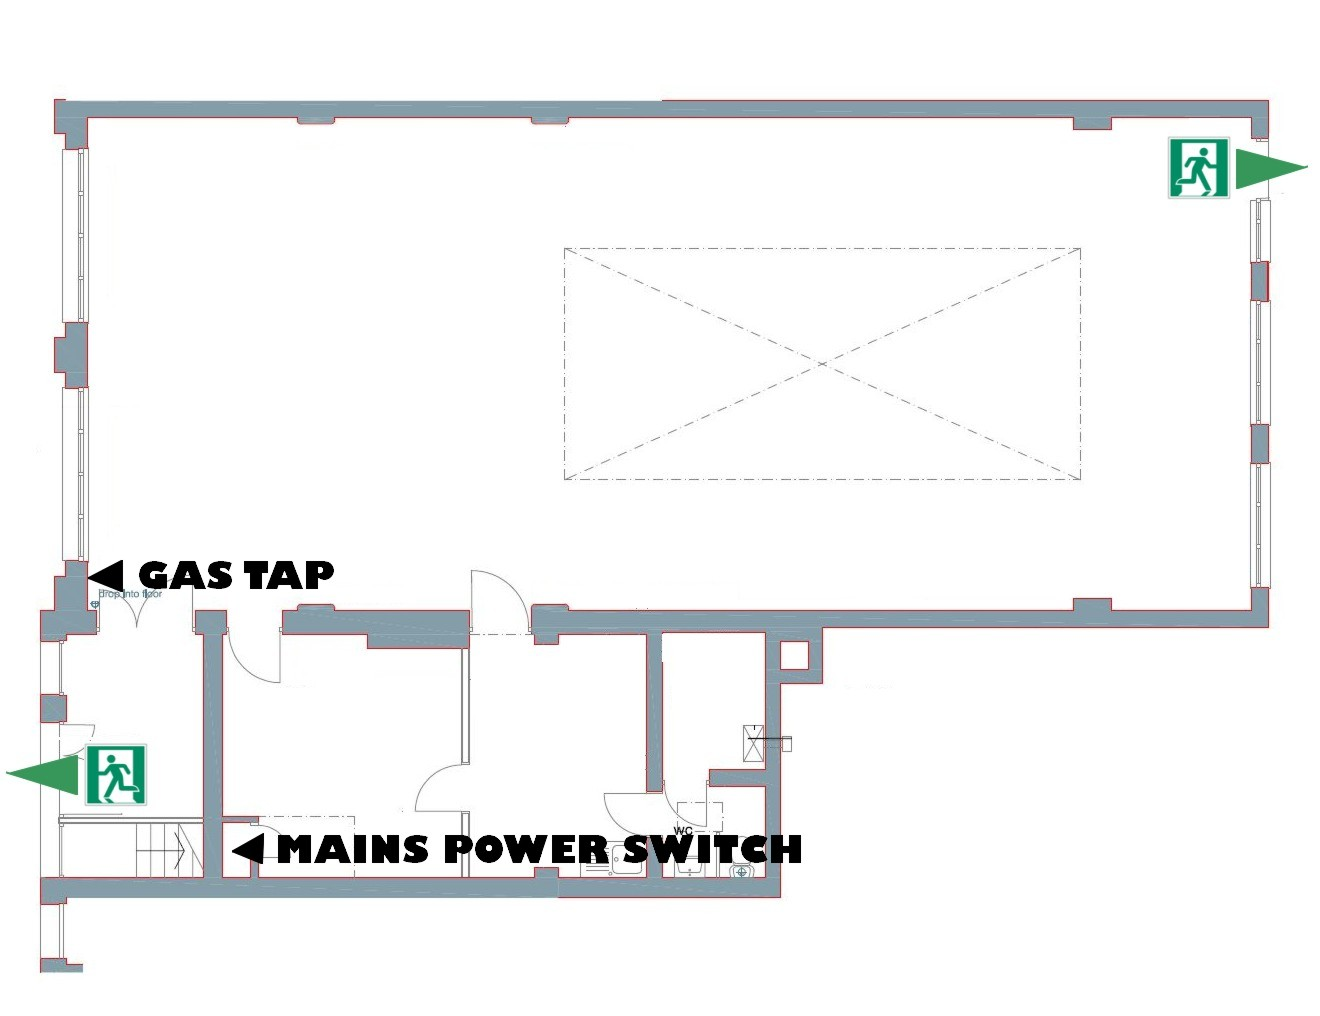 GAS TAP
drop into floor
WC
MAINS POWER SWITCH